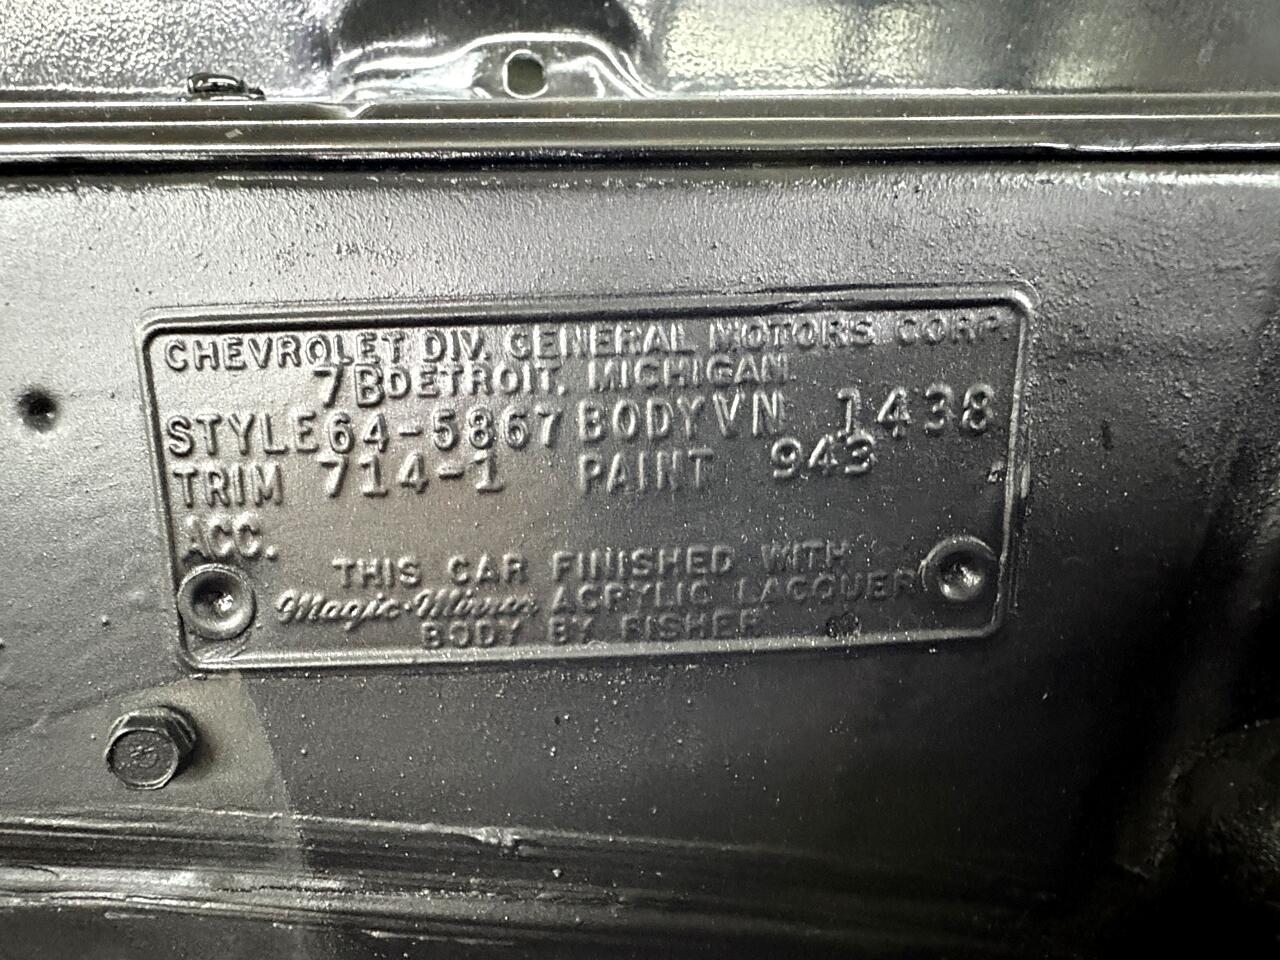 CHEVROLET DIV. GENERAL MOTORS CORP.
7B DETROIT, MICHIGAN
STYLE 64-5867 BODY VN 1438
TRIM 714-1 PAINT 943
ACC.
THIS CAR FINISHED WITH
Magic-Mirror ACRYLIC LACQUER
BODY BY FISHER